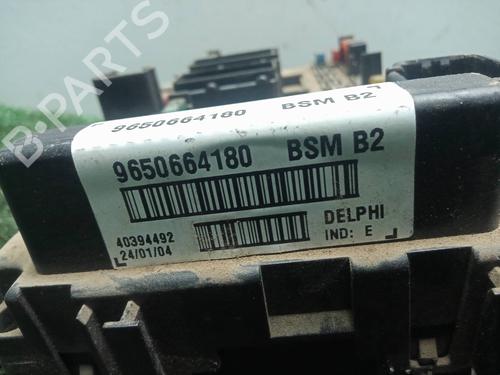 B-PARTS
9650664180 BSM B2
9650664180 BSM B2
40394492
24/01/04
DELPHI
IND: E